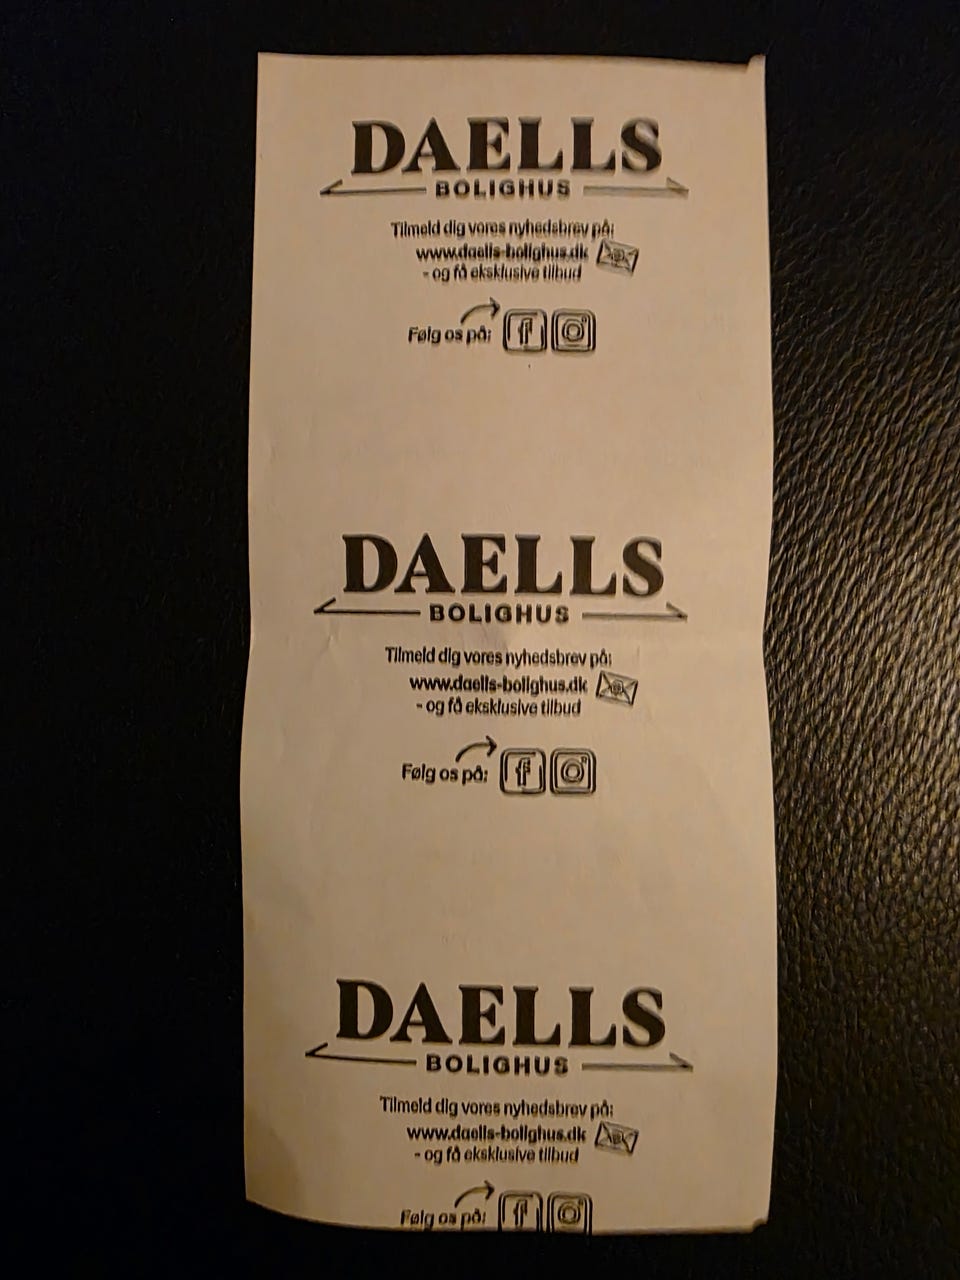 DAELLS
BOLIGHUS
Tilmeld dig vores nyhedsbrev på:
www.daells-bolighus.dk
- og få eksklusive tilbud
Følg os på:
DAELLS
BOLIGHUS
Tilmeld dig vores nyhedsbrev på:
www.daells-bolighus.dk
- og få eksklusive tilbud
Følg os på:
DAELLS
BOLIGHUS
Tilmeld dig vores nyhedsbrev på:
www.daells-bolighus.dk
- og få eksklusive tilbud
Følg os på: